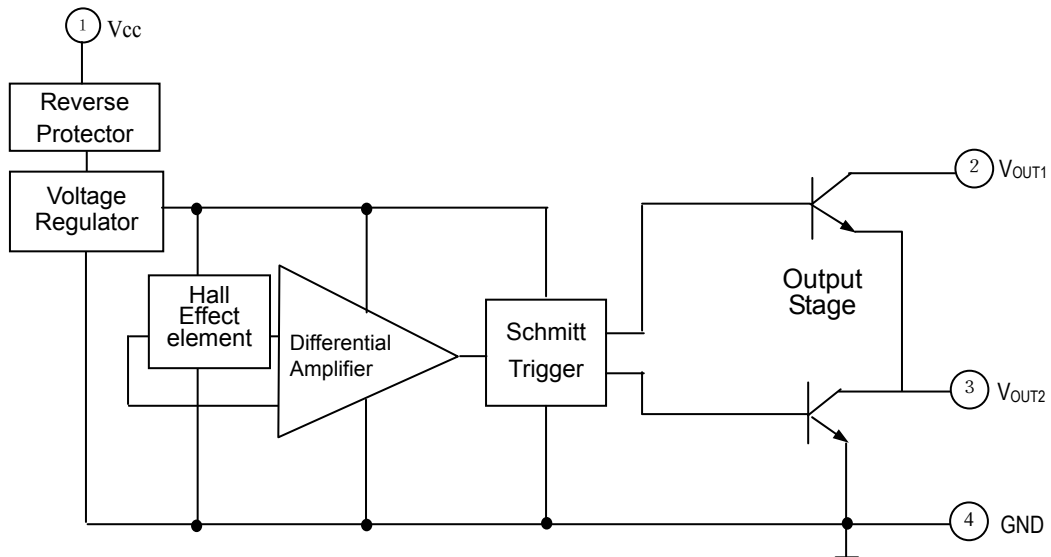 1 Vcc
Reverse
Protector
Voltage
Regulator
2 VOUT1
Hall
Effect
element
Differential
Amplifier
Schmitt
Trigger
Output
Stage
3 VOUT2
4 GND